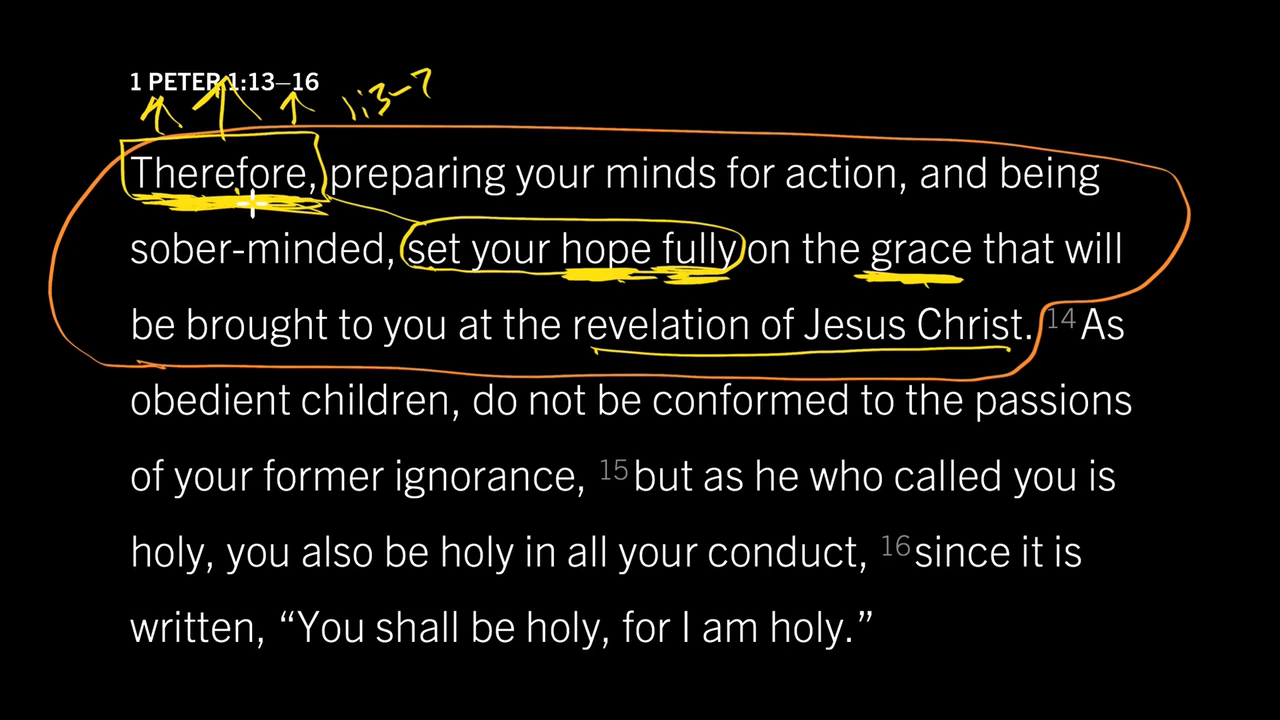 1 PETER 1:13–16
1:3-7
Therefore, preparing your minds for action, and being
sober-minded, set your hope fully on the grace that will
be brought to you at the revelation of Jesus Christ. 14 As
obedient children, do not be conformed to the passions
of your former ignorance, 15 but as he who called you is
holy, you also be holy in all your conduct, 16 since it is
written, “You shall be holy, for I am holy.”